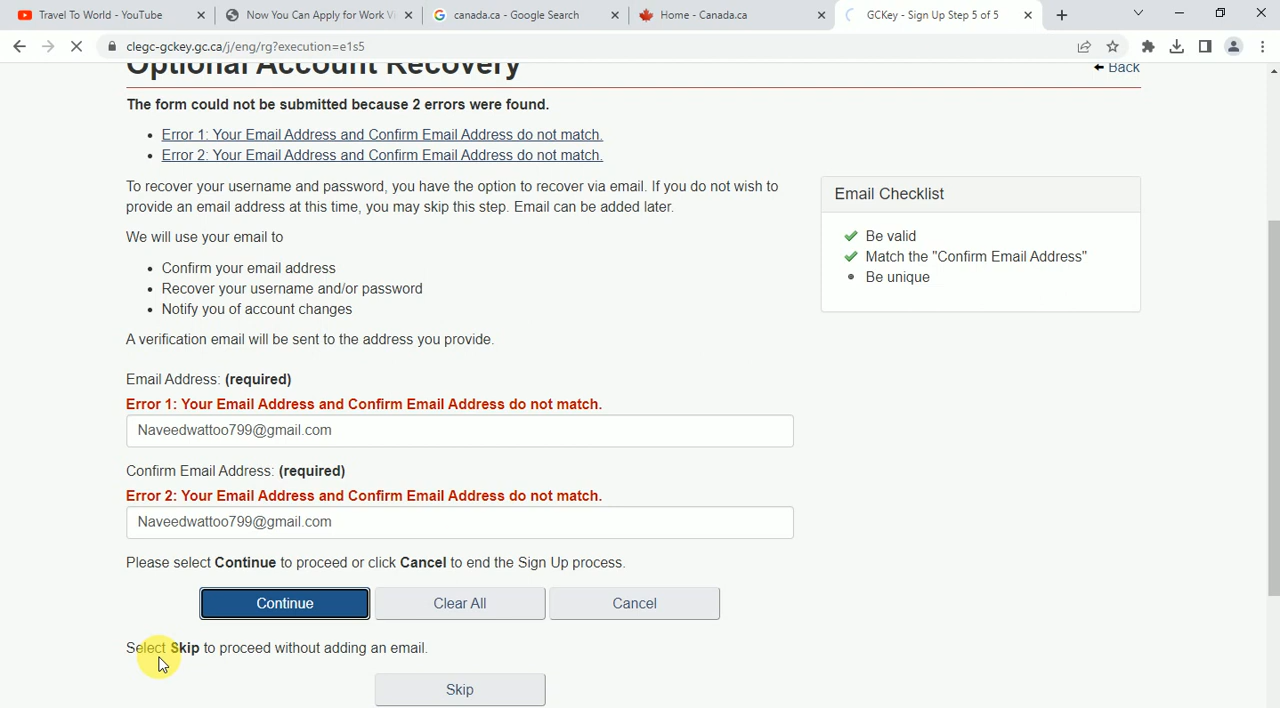 Travel To World - YouTube
Now You Can Apply for Work Vi
canada.ca - Google Search
Home - Canada.ca
GCKey - Sign Up Step 5 of 5
clegc-gckey.gc.ca/j/eng/rg?execution=e1s5
Optional Account Recovery
Back
The form could not be submitted because 2 errors were found.
Error 1: Your Email Address and Confirm Email Address do not match.
Error 2: Your Email Address and Confirm Email Address do not match.
To recover your username and password, you have the option to recover via email. If you do not wish to
provide an email address at this time, you may skip this step. Email can be added later.
We will use your email to
Confirm your email address
Recover your username and/or password
Notify you of account changes
A verification email will be sent to the address you provide.
Email Checklist
Be valid
Match the "Confirm Email Address"
Be unique
Email Address: (required)
Error 1: Your Email Address and Confirm Email Address do not match.
Naveedwattoo799@gmail.com
Confirm Email Address: (required)
Error 2: Your Email Address and Confirm Email Address do not match.
Naveedwattoo799@gmail.com
Please select Continue to proceed or click Cancel to end the Sign Up process.
Continue
Clear All
Cancel
Select Skip to proceed without adding an email.
Skip